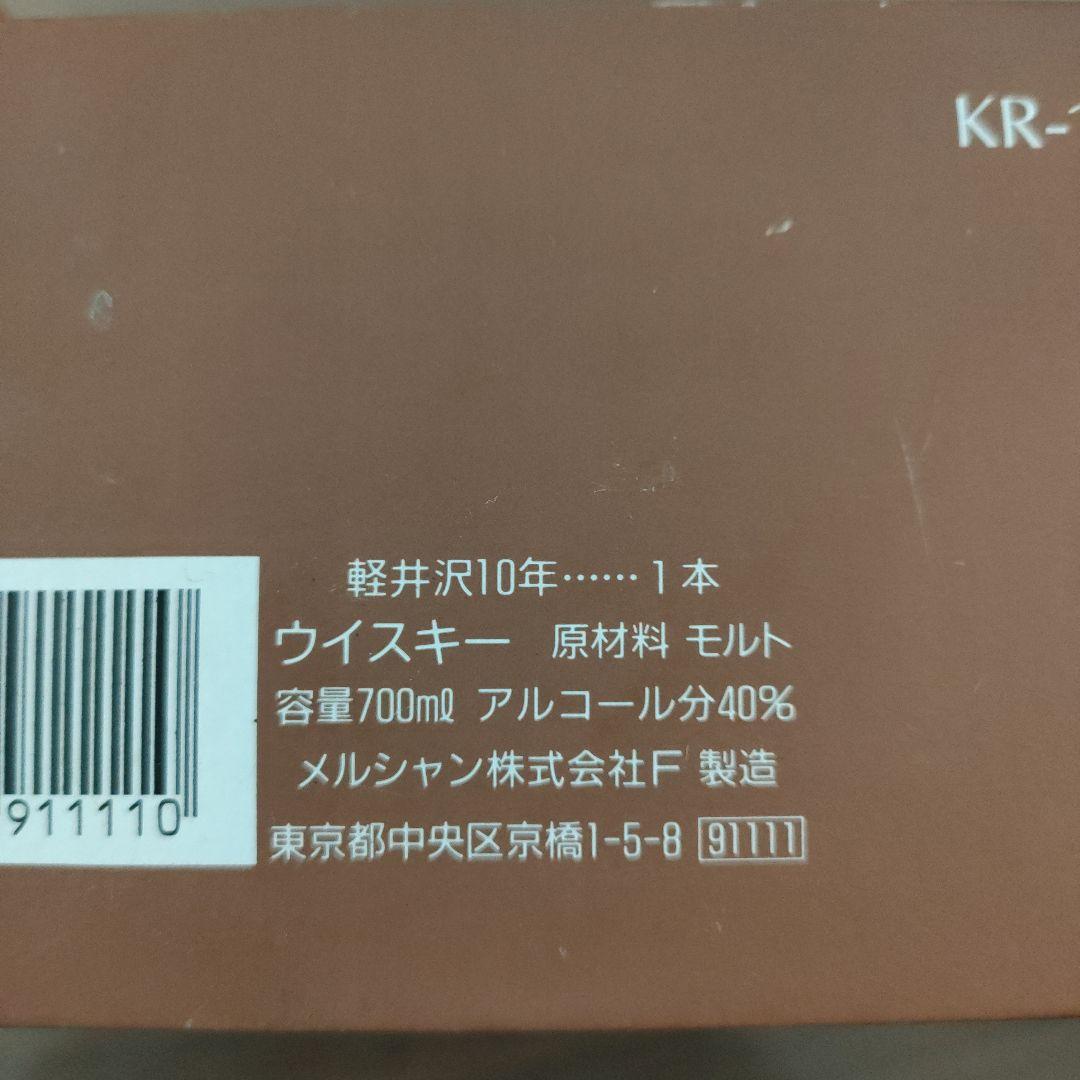 KR-1
軽井沢10年……1本
ウイスキー 原材料 モルト
容量700mℓ アルコール分40%
メルシャン株式会社F 製造
911110
東京都中央区京橋1-5-8 91111